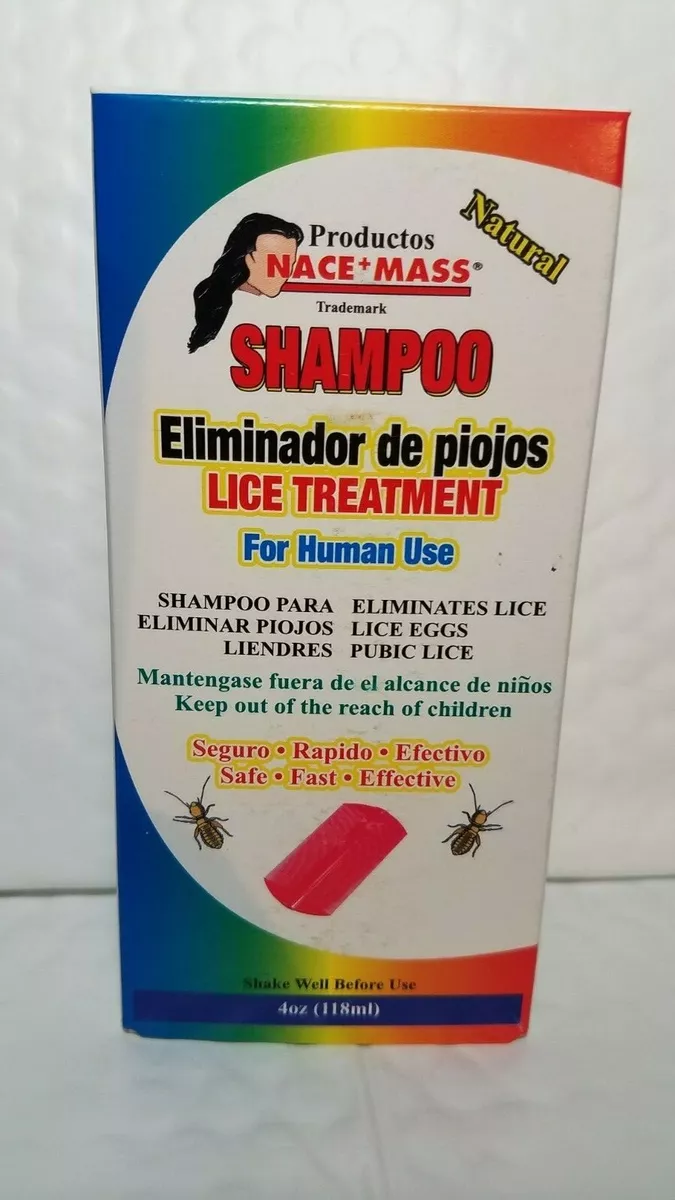 Natural
Productos
NACE+MASS®
Trademark
SHAMPOO
Eliminador de piojos
LICE TREATMENT
For Human Use
SHAMPOO PARA
ELIMINAR PIOJOS
LIENDRES
ELIMINATES LICE
LICE EGGS
PUBIC LICE
Mantengase fuera de el alcance de niños
Keep out of the reach of children
Seguro • Rapido • Efectivo
Safe • Fast • Effective
Shake Well Before Use
4oz (118ml)